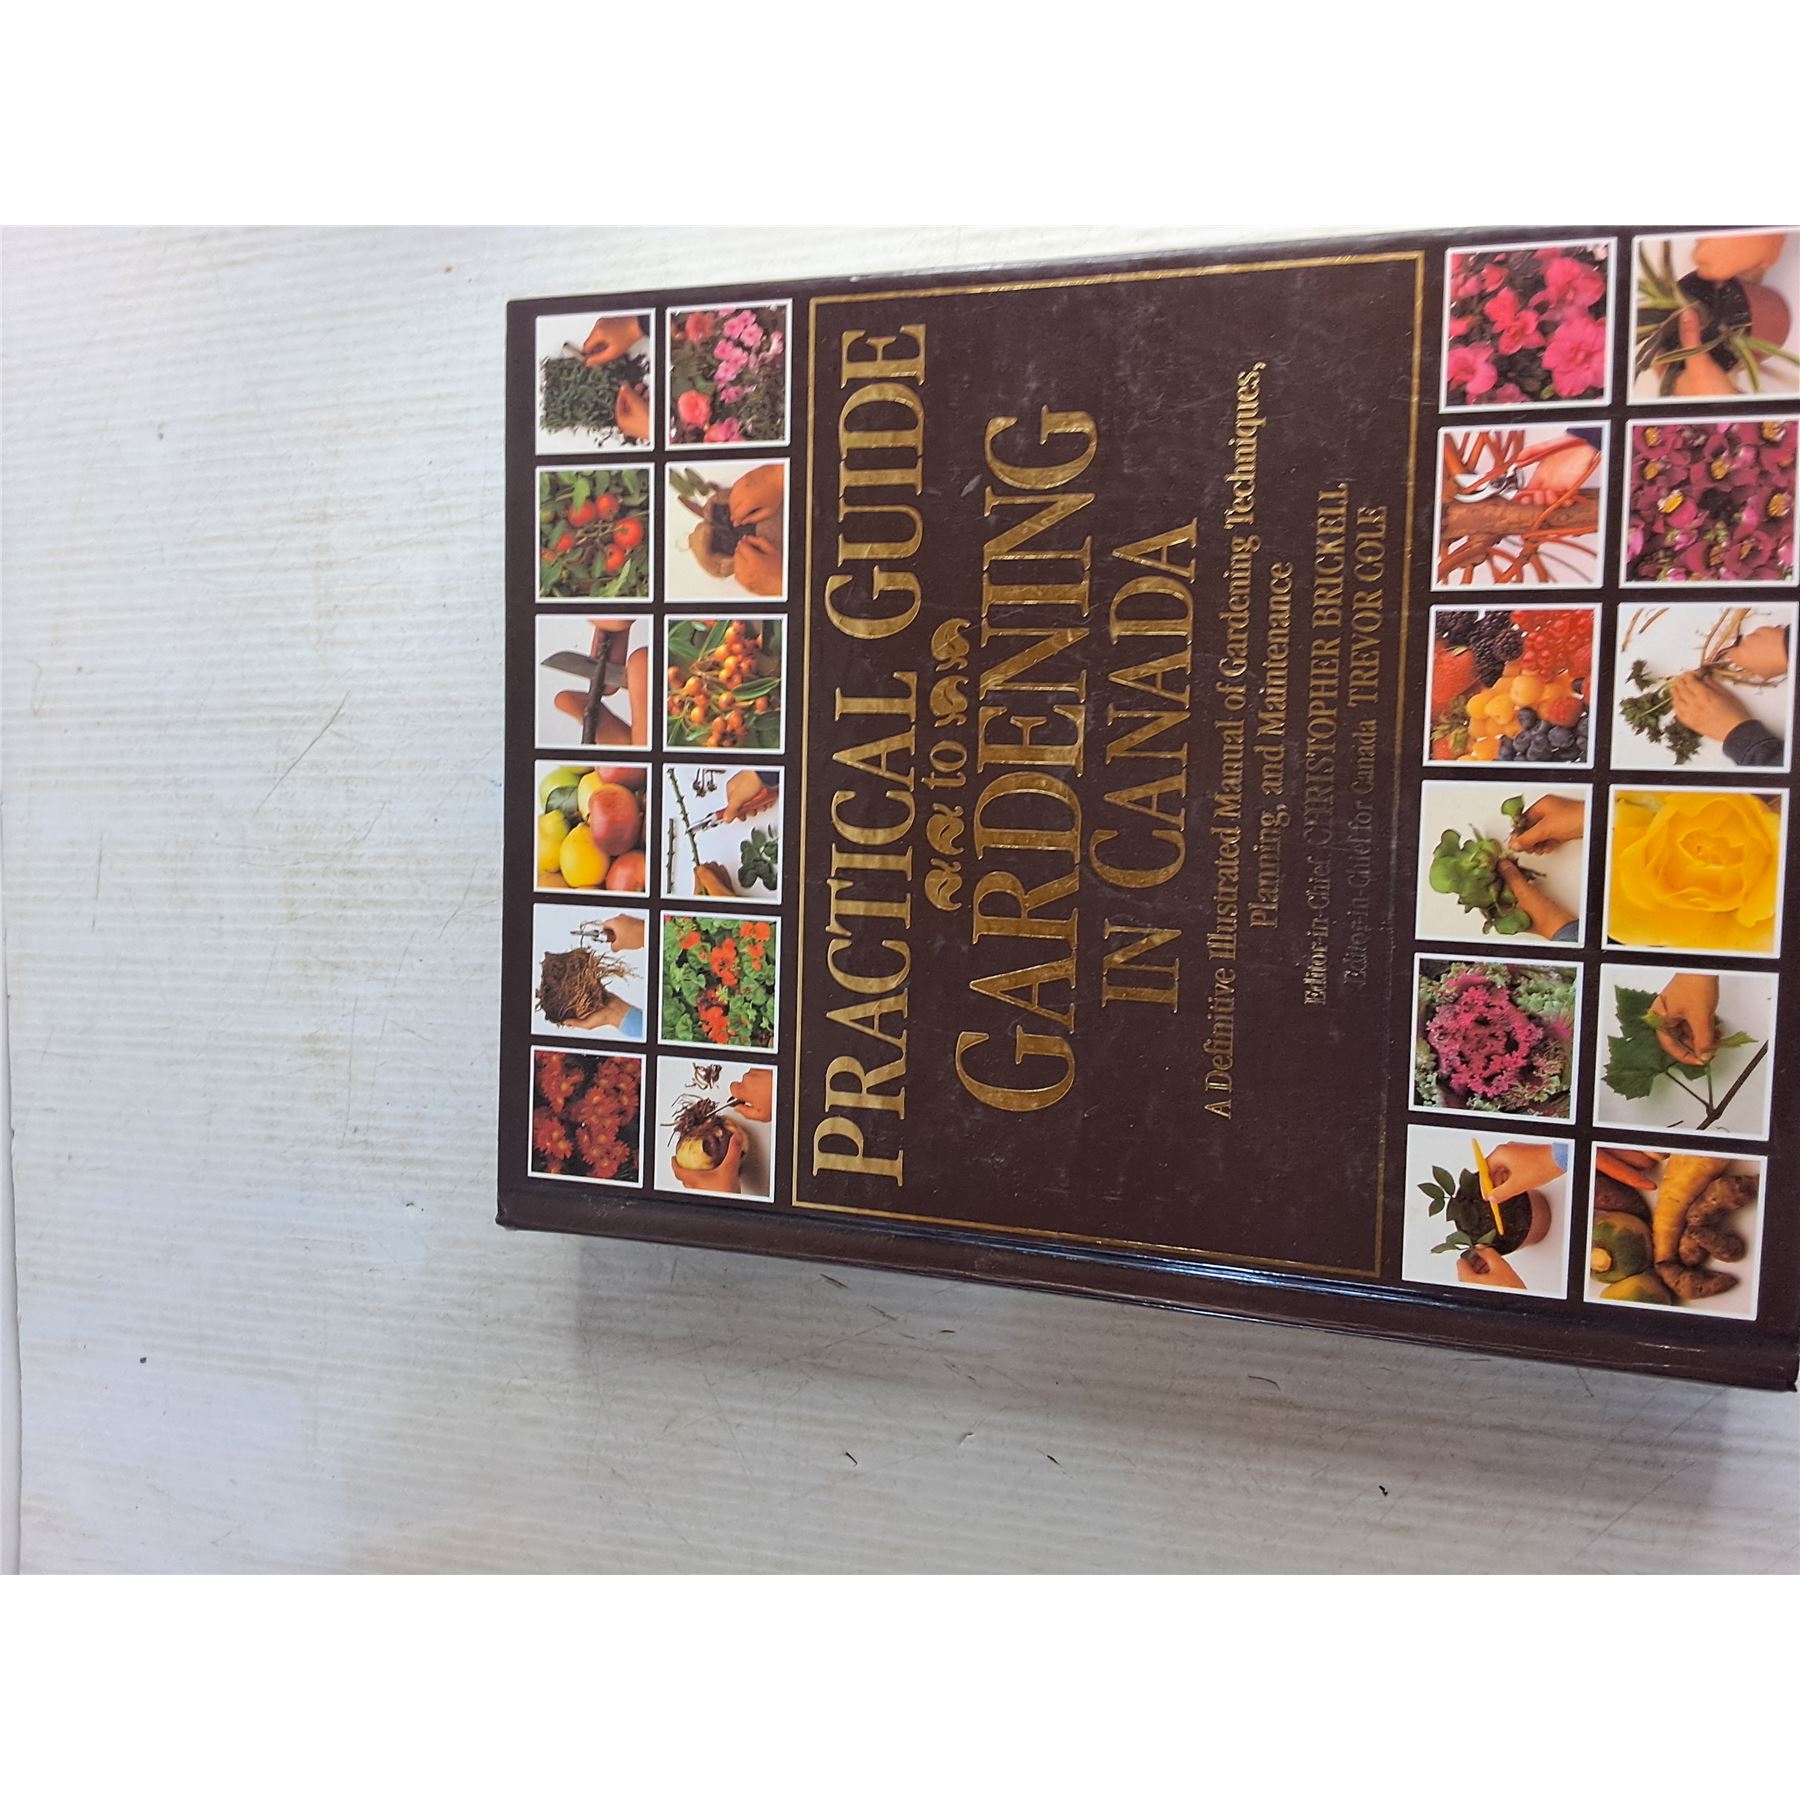 PRACTICAL GUIDE
to
GARDENING
IN CANADA
A Definitive Illustrated Manual of Gardening Techniques,
Planning, and Maintenance
Editor-in-Chief CHRISTOPHER BRICKELL
Editor-in-Chief for Canada TREVOR COLE